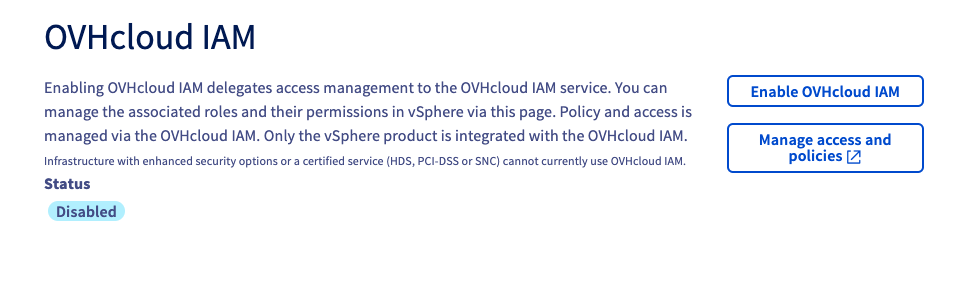 OVHcloud IAM
Enabling OVHcloud IAM delegates access management to the OVHcloud IAM service. You can
manage the associated roles and their permissions in vSphere via this page. Policy and access is
managed via the OVHcloud IAM. Only the vSphere product is integrated with the OVHcloud IAM.
Infrastructure with enhanced security options or a certified service (HDS, PCI-DSS or SNC) cannot currently use OVHcloud IAM.
Status
Disabled
Enable OVHcloud IAM
Manage access and
policies